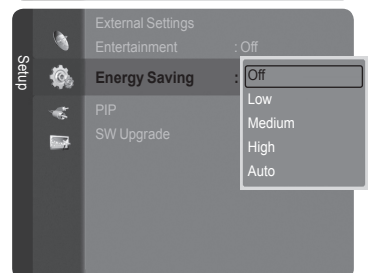 Setup
External Settings
Entertainment : Off
Energy Saving : Off
Low
Medium
High
Auto
PIP
SW Upgrade